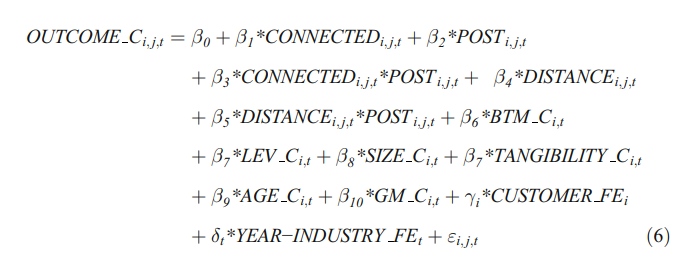 OUTCOME_C_{i,j,t} = β_0 + β_1*CONNECTED_{i,j,t} + β_2*POST_{i,j,t}
+ β_3*CONNECTED_{i,j,t}*POST_{i,j,t} + β_4*DISTANCE_{i,j,t}
+ β_5*DISTANCE_{i,j,t}*POST_{i,j,t} + β_6*BTM_C_{i,t}
+ β_7*LEV_C_{i,t} + β_8*SIZE_C_{i,t} + β_7*TANGIBILITY_C_{i,t}
+ β_9*AGE_C_{i,t} + β_{10}*GM_C_{i,t} + γ_i*CUSTOMER_FE_i
+ δ_t*YEAR−INDUSTRY_FE_t + ε_{i,j,t} (6)